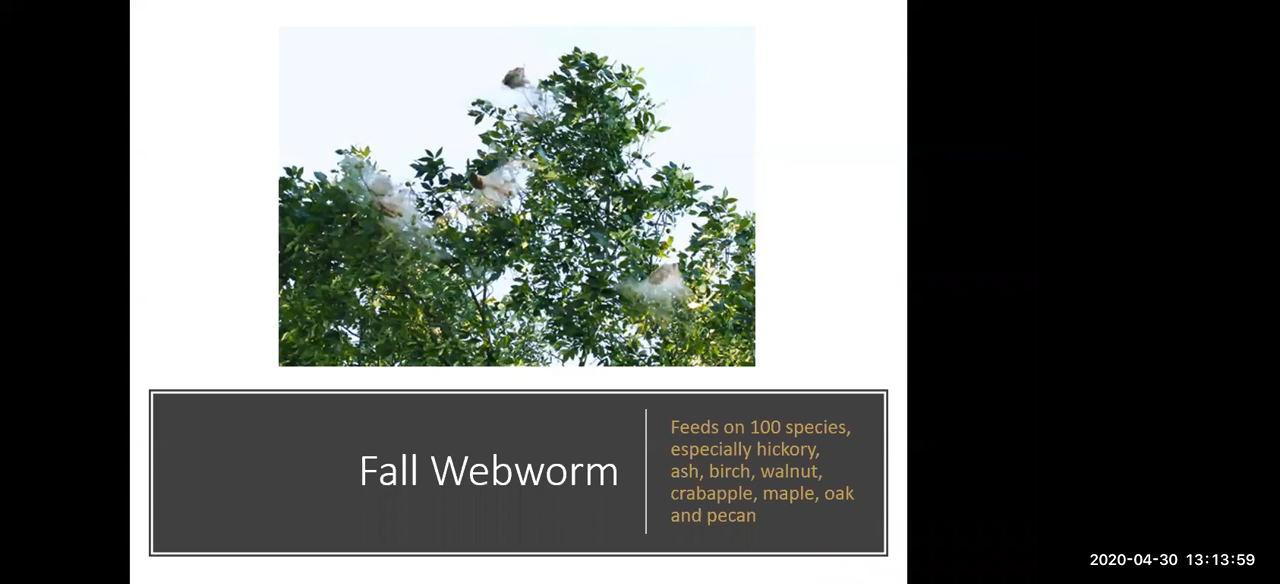 Fall Webworm
Feeds on 100 species,
especially hickory,
ash, birch, walnut,
crabapple, maple, oak
and pecan
2020-04-30 13:13:59